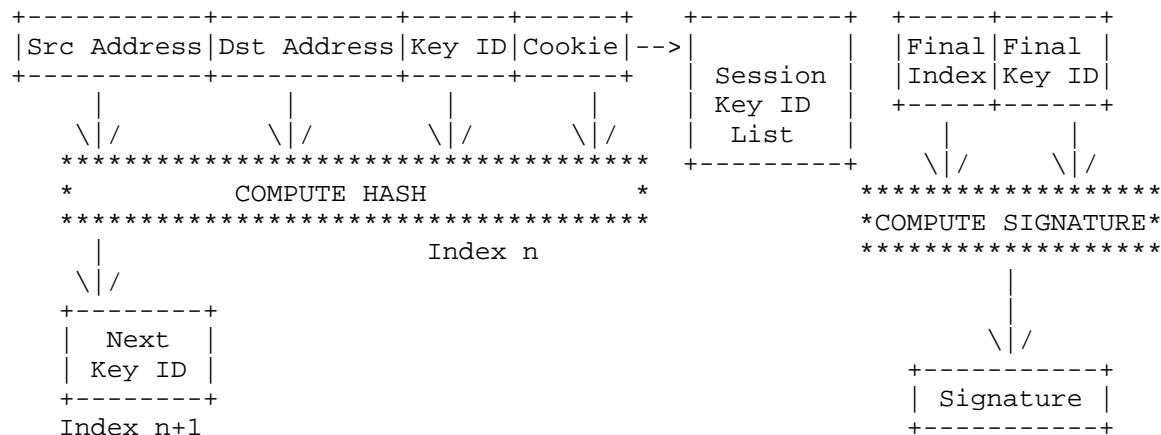 +-----------+-----------+------+------+   +---------+  +-----+------+
|Src Address|Dst Address|Key ID|Cookie|-->|         |  |Final|Final |
+-----------+-----------+------+------+   | Session |  |Index|Key ID|
     |           |         |        |     | Key ID  |  +-----+------+
    \|/         \|/       \|/      \|/    |  List   |     |       |
   *************************************  +---------+    \|/     \|/
   *          COMPUTE HASH             *             *******************
   *************************************             *COMPUTE SIGNATURE*
     |                    Index n                    *******************
    \|/                                                       |
   +--------+                                                 |
   |  Next  |                                                \|/
   | Key ID |                                           +-----------+
   +--------+                                           | Signature |
   Index n+1                                            +-----------+